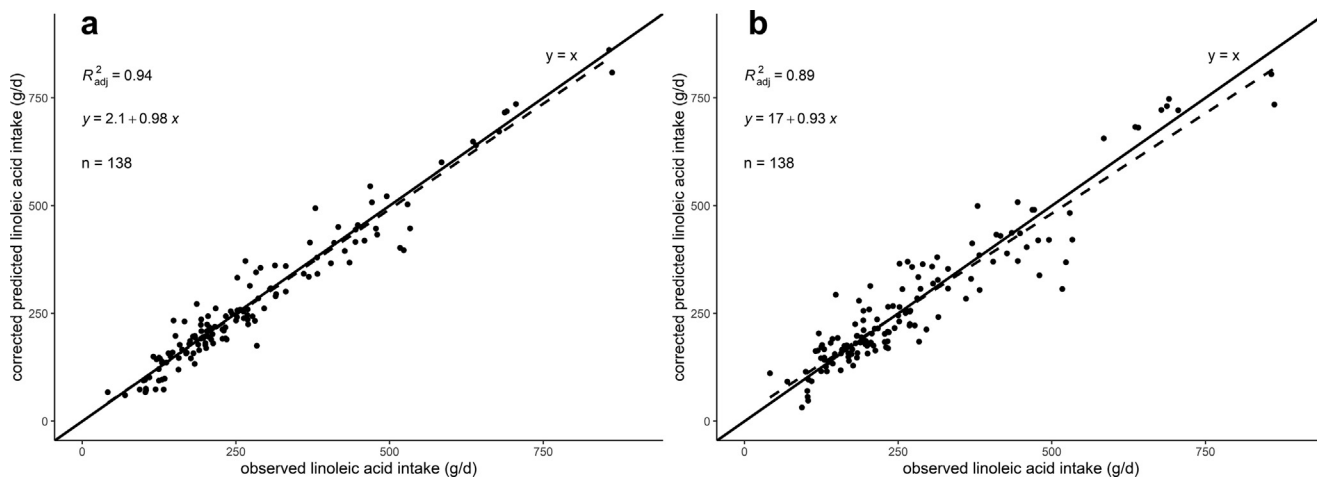 a
R²adj = 0.94
y = 2.1 + 0.98 x
n = 138
y = x
corrected predicted linoleic acid intake (g/d)
750
500
250
0
0 250 500 750
observed linoleic acid intake (g/d)
b
R²adj = 0.89
y = 17 + 0.93 x
n = 138
y = x
corrected predicted linoleic acid intake (g/d)
750
500
250
0
0 250 500 750
observed linoleic acid intake (g/d)